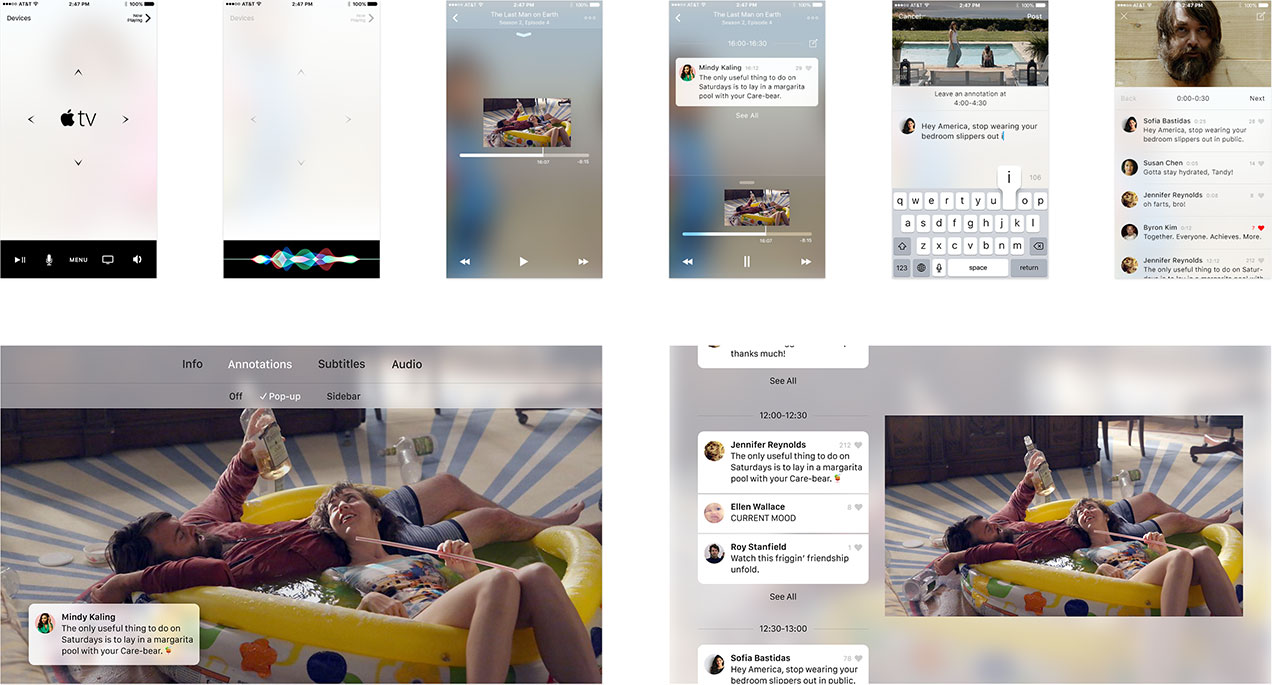 AT&T 2:47 PM 100%
Devices
Now
Playing
tv
MENU
AT&T 2:47 PM 100%
Devices
Now
Playing
AT&T 2:47 PM 100%
The Last Man on Earth
Season 2, Episode 4
16:07
-8:15
AT&T 3:47 PM 100%
The Last Man on Earth
Season 2, Episode 4
16:00-16:30
Mindy Kaling 16:12 29
The only useful thing to do on
Saturdays is to lay in a margarita
pool with your Care-bear.
See All
16:07
-8:15
AT&T 2:47 PM 100%
Cancel
Post
Leave an annotation at
4:00-4:30
Hey America, stop wearing your
bedroom slippers out i
106
i
q w e r t y u o p
a s d f g h j k l
z x c v b n m
123 space return
AT&T 2:47 PM 100%
Back 0:00-0:30 Next
Sofia Bastidas 0:25 28
Hey America, stop wearing your
bedroom slippers out in public.
Susan Chen 0:05 14
Gotta stay hydrated, Tandy!
Jennifer Reynolds 0:08 8
oh farts, bro!
Byron Kim 0:12 7
Together. Everyone. Achieves. More.
Jennifer Reynolds 12:12 212
The only useful thing to do on Satur-
days is to lay in a margarita pool with
Info Annotations Subtitles Audio
Off ✓ Pop-up Sidebar
Mindy Kaling
The only useful thing to do on
Saturdays is to lay in a margarita
pool with your Care-bear.🍹
thanks much!
See All
12:00-12:30
Jennifer Reynolds 212
The only useful thing to do on
Saturdays is to lay in a margarita
pool with your Care-bear.🍹
Ellen Wallace 8
CURRENT MOOD
Roy Stanfield 1
Watch this friggin' friendship
unfold.
See All
12:30-13:00
Sofia Bastidas 78
Hey America, stop wearing your
bedroom slippers out in public.